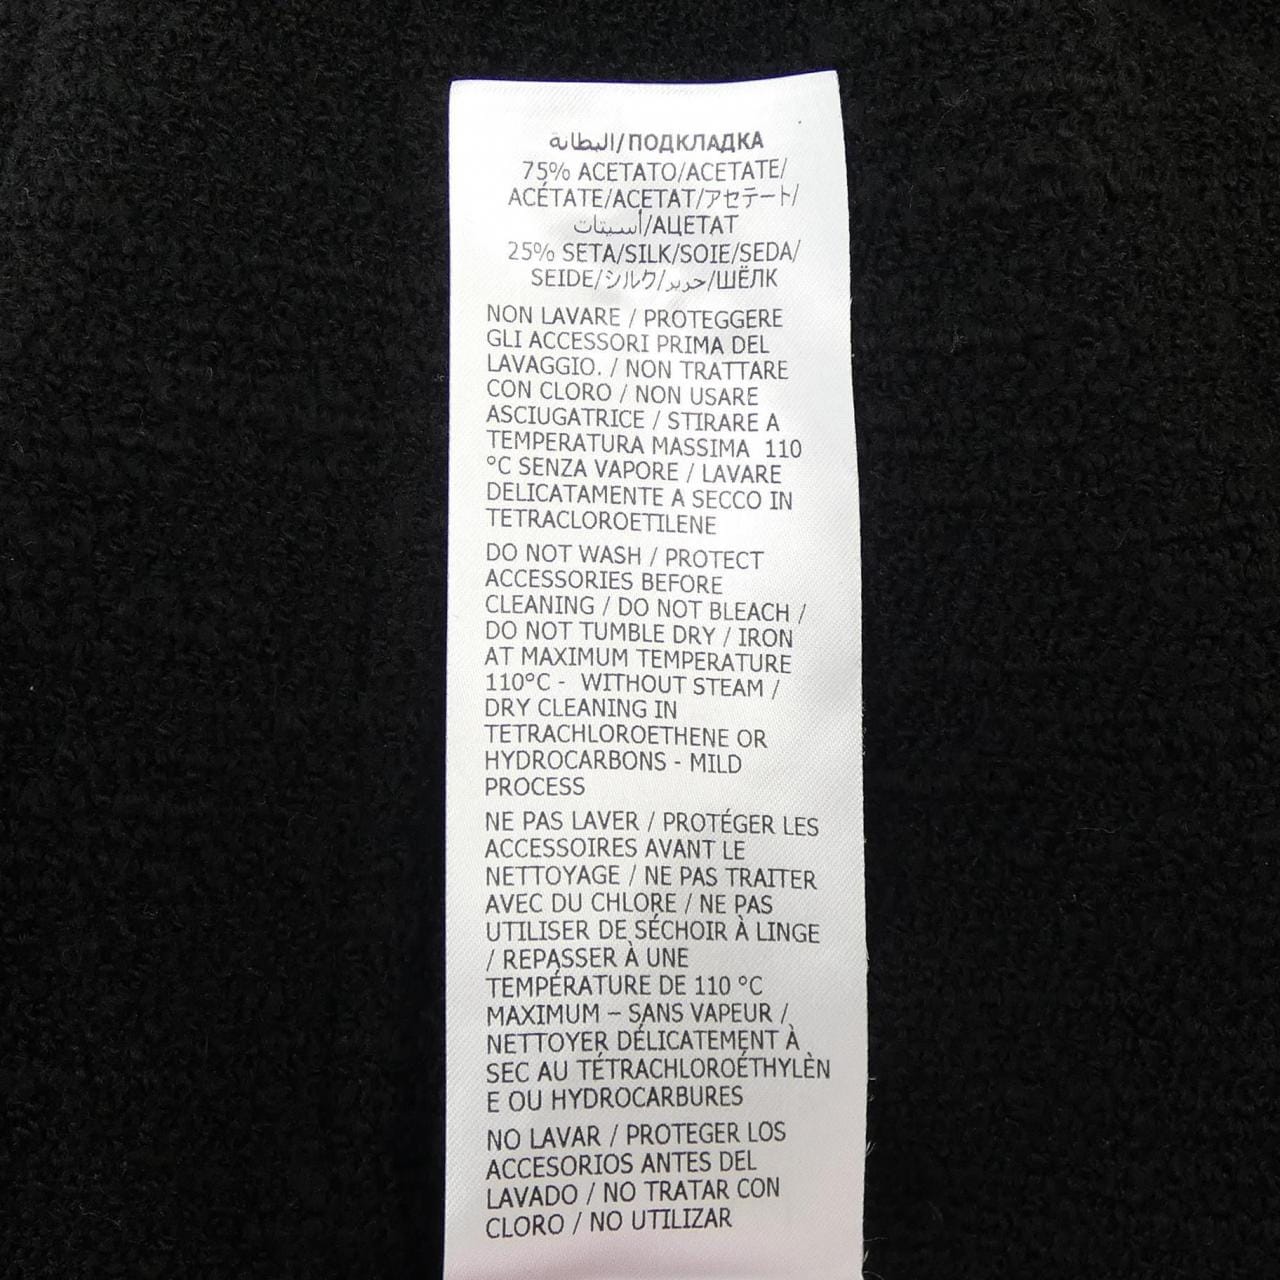 البطانة/ПОДКЛАДКА
75% ACETATO/ACETATE/
ACÉTATE/ACETAT/アセテート/
أسيتات/АЦЕТАТ
25% SETA/SILK/SOIE/SEDA/
SEIDE/シルク/حرير/ШЁЛК
NON LAVARE / PROTEGGERE
GLI ACCESSORI PRIMA DEL
LAVAGGIO. / NON TRATTARE
CON CLORO / NON USARE
ASCIUGATRICE / STIRARE A
TEMPERATURA MASSIMA 110
°C SENZA VAPORE / LAVARE
DELICATAMENTE A SECCO IN
TETRACLOROETILENE
DO NOT WASH / PROTECT
ACCESSORIES BEFORE
CLEANING / DO NOT BLEACH /
DO NOT TUMBLE DRY / IRON
AT MAXIMUM TEMPERATURE
110°C - WITHOUT STEAM /
DRY CLEANING IN
TETRACHLOROETHENE OR
HYDROCARBONS - MILD
PROCESS
NE PAS LAVER / PROTÉGER LES
ACCESSOIRES AVANT LE
NETTOYAGE / NE PAS TRAITER
AVEC DU CHLORE / NE PAS
UTILISER DE SÉCHOIR À LINGE
/ REPASSER À UNE
TEMPÉRATURE DE 110 °C
MAXIMUM – SANS VAPEUR /
NETTOYER DÉLICATEMENT À
SEC AU TÉTRACHLOROÉTHYLÈN
E OU HYDROCARBURES
NO LAVAR / PROTEGER LOS
ACCESORIOS ANTES DEL
LAVADO / NO TRATAR CON
CLORO / NO UTILIZAR